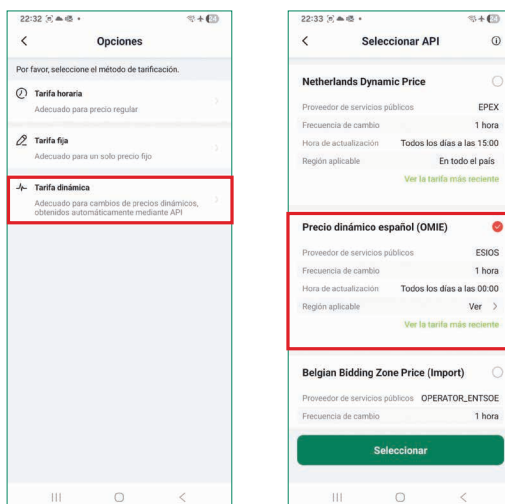 22:32
Opciones
Por favor, seleccione el método de tarificación.
Tarifa horaria
Adecuado para precio regular
Tarifa fija
Adecuado para un solo precio fijo
Tarifa dinámica
Adecuado para cambios de precios dinámicos,
obtenidos automáticamente mediante API
22:33
Seleccionar API
Netherlands Dynamic Price
Proveedor de servicios públicos EPEX
Frecuencia de cambio 1 hora
Hora de actualización Todos los días a las 15:00
Región aplicable En todo el país
Ver la tarifa más reciente
Precio dinámico español (OMIE)
Proveedor de servicios públicos ESIOS
Frecuencia de cambio 1 hora
Hora de actualización Todos los días a las 00:00
Región aplicable Ver >
Ver la tarifa más reciente
Belgian Bidding Zone Price (Import)
Proveedor de servicios públicos OPERATOR_ENTSOE
Frecuencia de cambio 1 hora
Seleccionar